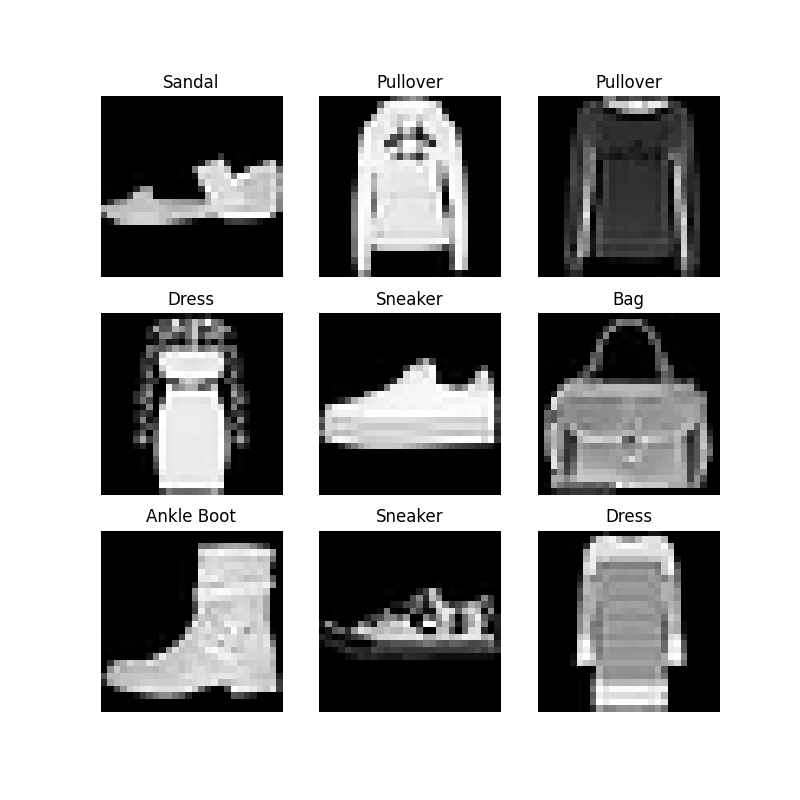 Sandal
Pullover
Pullover
Dress
Sneaker
Bag
Ankle Boot
Sneaker
Dress